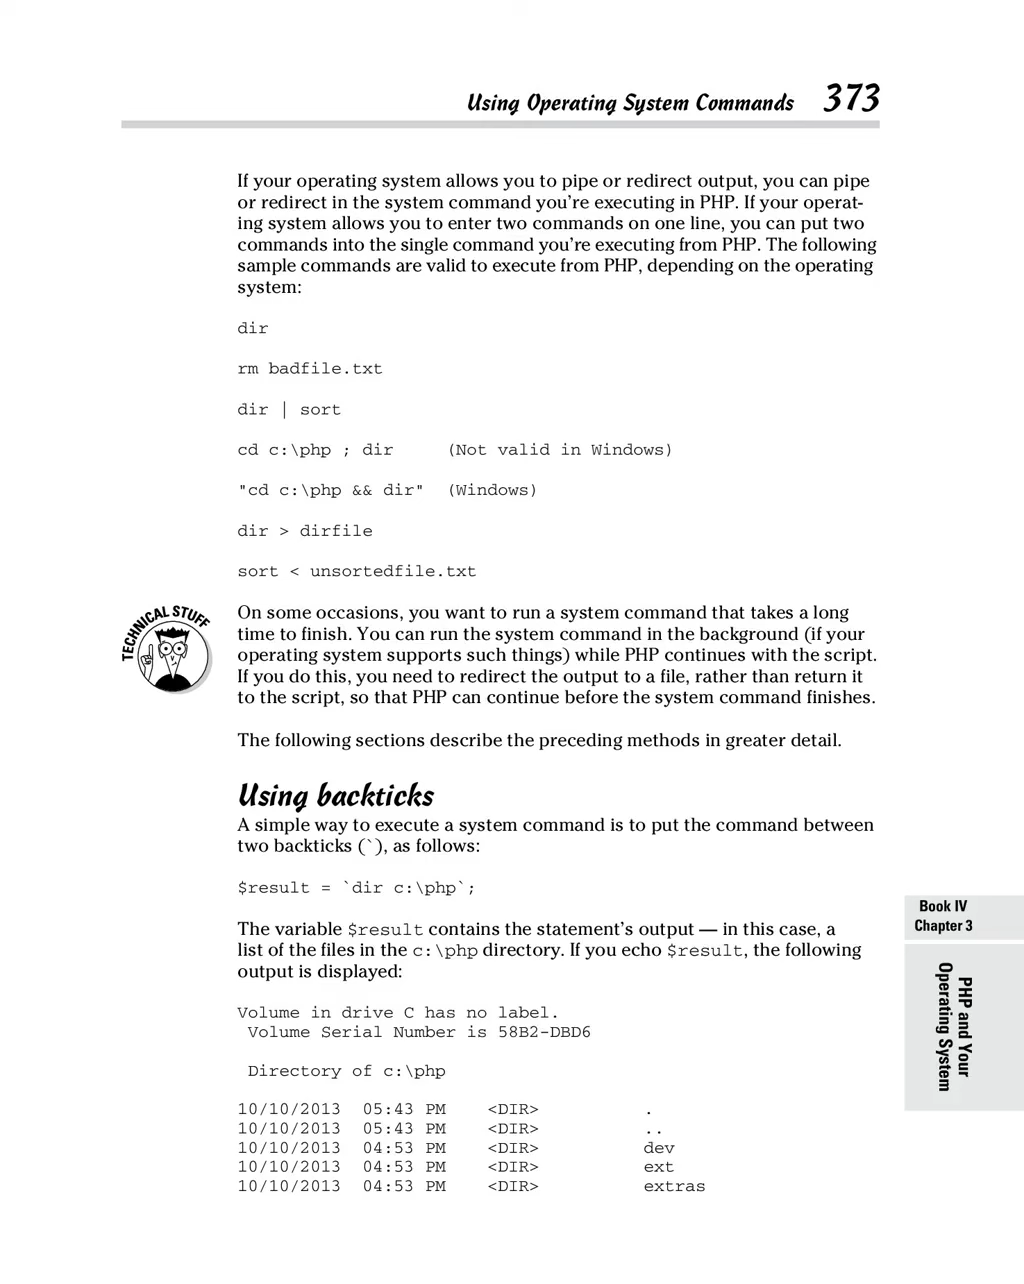 Using Operating System Commands 373
If your operating system allows you to pipe or redirect output, you can pipe
or redirect in the system command you’re executing in PHP. If your operat-
ing system allows you to enter two commands on one line, you can put two
commands into the single command you’re executing from PHP. The following
sample commands are valid to execute from PHP, depending on the operating
system:
dir
rm badfile.txt
dir | sort
cd c:\php ; dir     (Not valid in Windows)
"cd c:\php && dir"  (Windows)
dir > dirfile
sort < unsortedfile.txt
TECHNICAL STUFF
On some occasions, you want to run a system command that takes a long
time to finish. You can run the system command in the background (if your
operating system supports such things) while PHP continues with the script.
If you do this, you need to redirect the output to a file, rather than return it
to the script, so that PHP can continue before the system command finishes.
The following sections describe the preceding methods in greater detail.
Using backticks
A simple way to execute a system command is to put the command between
two backticks (`), as follows:
$result = `dir c:\php`;
The variable $result contains the statement’s output — in this case, a
list of the files in the c:\php directory. If you echo $result, the following
output is displayed:
Volume in drive C has no label.
Volume Serial Number is 58B2-DBD6
Directory of c:\php
10/10/2013  05:43 PM    <DIR>          .
10/10/2013  05:43 PM    <DIR>          ..
10/10/2013  04:53 PM    <DIR>          dev
10/10/2013  04:53 PM    <DIR>          ext
10/10/2013  04:53 PM    <DIR>          extras
Book IV
Chapter 3
PHP and Your
Operating System